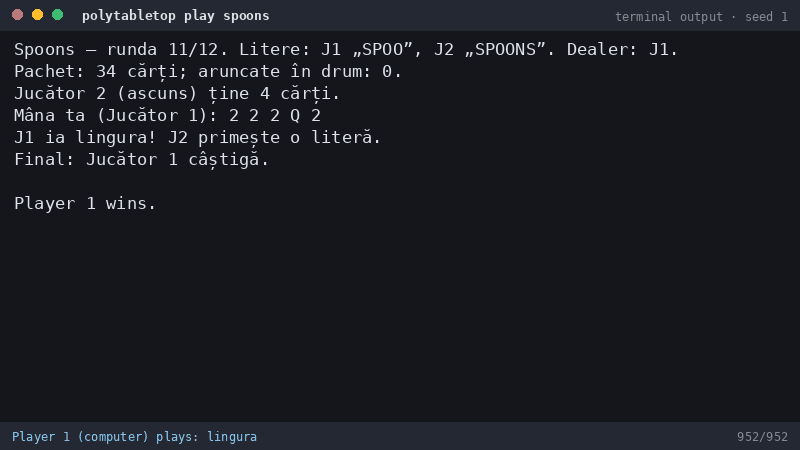 polytabletop play spoons
terminal output · seed 1
Spoons — runda 11/12. Litere: J1 „SPOO”, J2 „SPOONS”. Dealer: J1.
Pachet: 34 cărți; aruncate în drum: 0.
Jucător 2 (ascuns) ține 4 cărți.
Mâna ta (Jucător 1): 2 2 2 Q 2
J1 ia lingura! J2 primește o literă.
Final: Jucător 1 câștigă.
Player 1 wins.
Player 1 (computer) plays: lingura
952/952